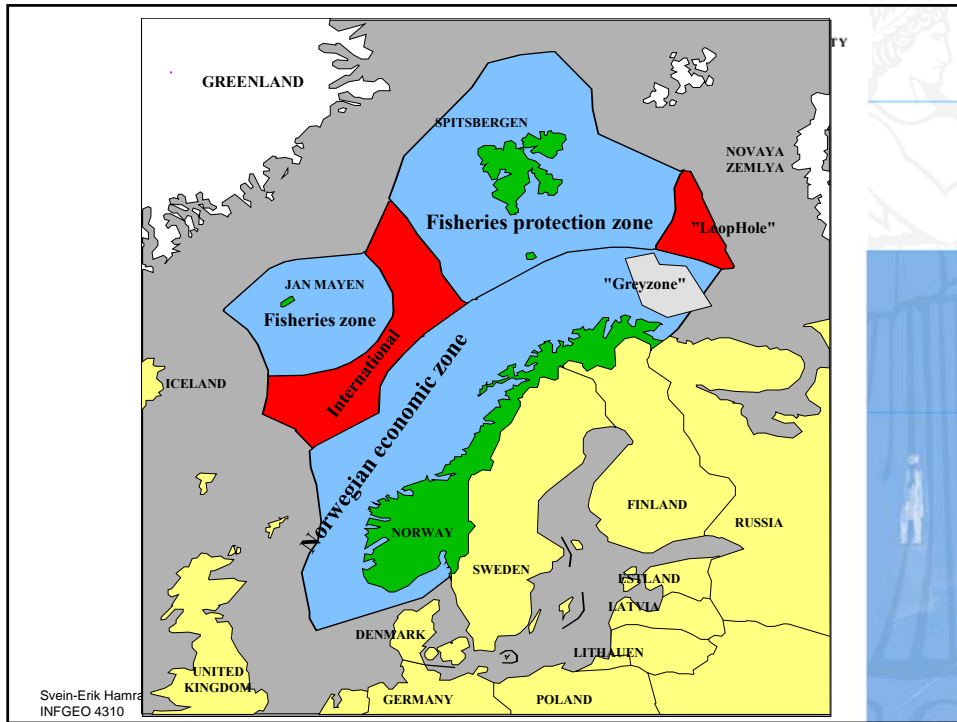 TY
GREENLAND
SPITSBERGEN
NOVAYA
ZEMLYA
Fisheries protection zone
"LoopHole"
JAN MAYEN
"Greyzone"
Fisheries zone
International
ICELAND
Norwegian economic zone
FINLAND
NORWAY
RUSSIA
SWEDEN
ESTLAND
LATVIA
DENMARK
LITHAUEN
UNITED
KINGDOM
GERMANY
POLAND
Svein-Erik Hamra
INFGEO 4310